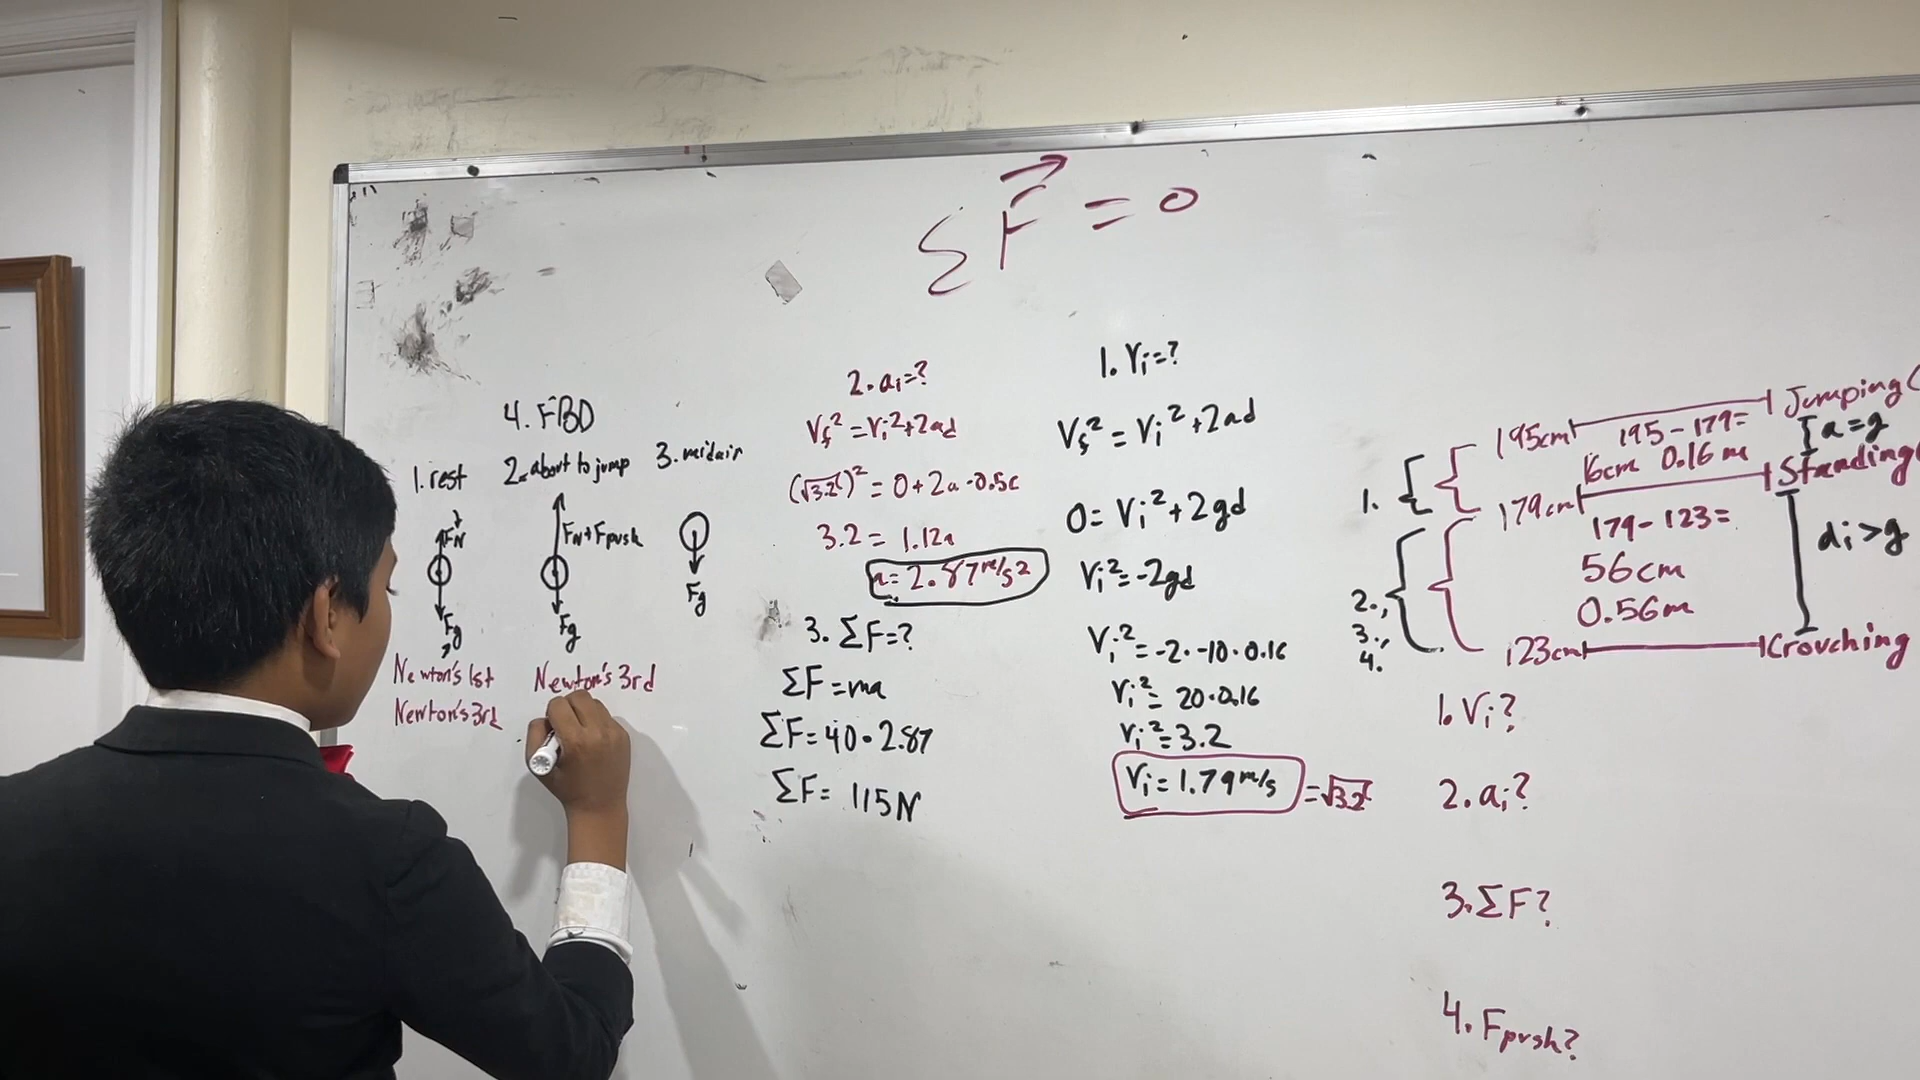 ΣF⃗ = 0
4. FBD
1. rest
2. about to jump
3. midair
FN
Fg
FN+Fpush
Fg
Fg
Newton's 1st
Newton's 3rd
Newton's 3rd
2. ai=?
Vf²=Vi²+2ad
(√3.2)²=0+2a·0.56
3.2=1.12a
a=2.87m/s²
3. ΣF=?
ΣF=ma
ΣF=40·2.87
ΣF=115N
1. Vi=?
Vf²=Vi²+2ad
0=Vi²+2gd
Vi²=-2gd
Vi²=-2·-10·0.16
Vi²=20·0.16
Vi²=3.2
Vi=1.79m/s =√3.2
195cm
195-179=
16cm 0.16m
Jumping(
a=g
1.
179cm
Standing(
179-123=
56cm
0.56m
di>g
2.,
3.,
4.
123cm
Crouching
1. Vi?
2. ai?
3. ΣF?
4. Fpush?